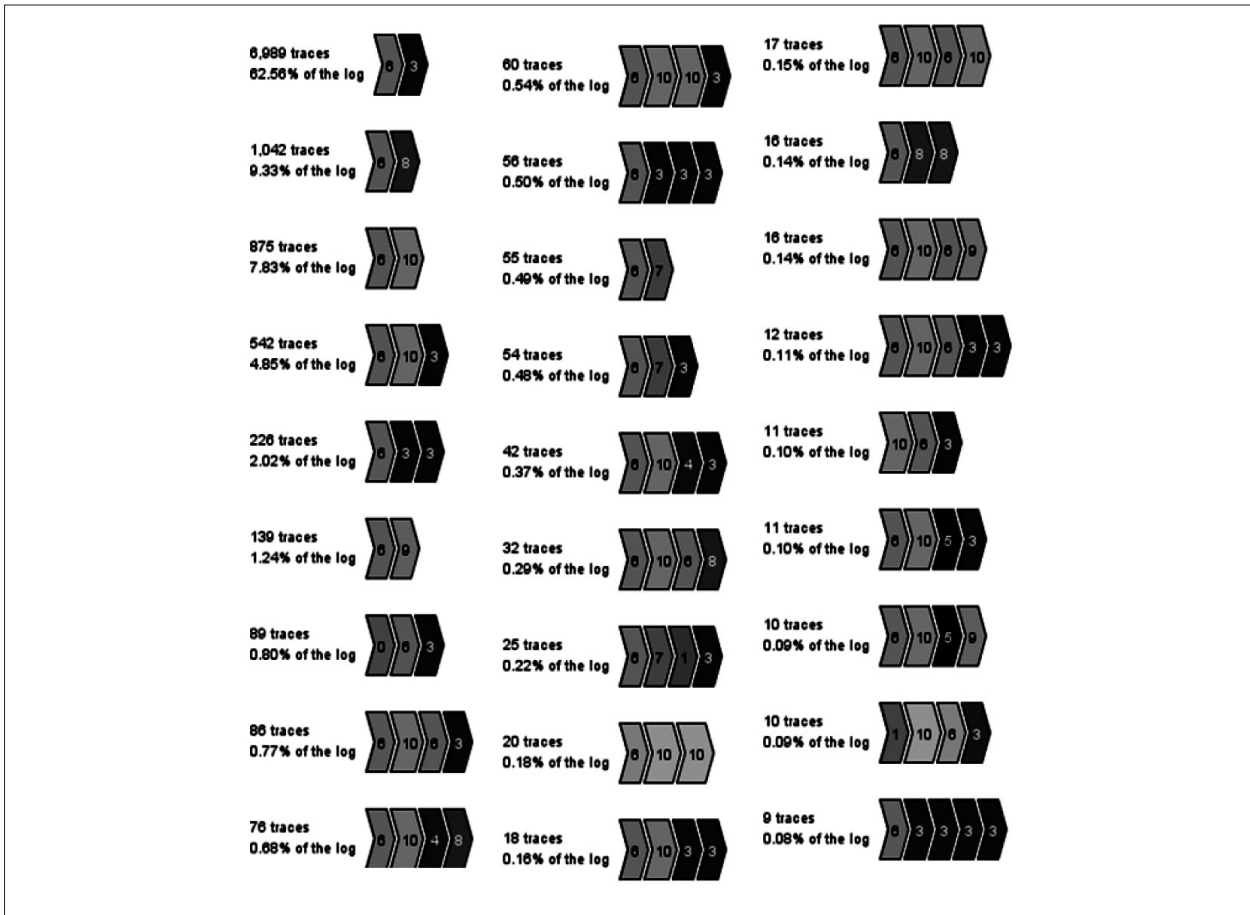 6,989 traces
62.56% of the log
6 3
1,042 traces
9.33% of the log
6 8
875 traces
7.83% of the log
6 10
542 traces
4.85% of the log
6 10 3
226 traces
2.02% of the log
6 3 3
139 traces
1.24% of the log
6 9
89 traces
0.80% of the log
0 6 3
86 traces
0.77% of the log
6 10 6 3
76 traces
0.68% of the log
6 10 4 8
60 traces
0.54% of the log
6 10 10 3
56 traces
0.50% of the log
6 3 3 3
55 traces
0.49% of the log
6 7
54 traces
0.48% of the log
6 7 3
42 traces
0.37% of the log
6 10 4 3
32 traces
0.29% of the log
6 10 6 8
25 traces
0.22% of the log
6 7 1 3
20 traces
0.18% of the log
6 10 10
18 traces
0.16% of the log
6 10 3 3
17 traces
0.15% of the log
6 10 6 10
16 traces
0.14% of the log
6 8 8
16 traces
0.14% of the log
6 10 6 9
12 traces
0.11% of the log
6 10 6 3 3
11 traces
0.10% of the log
10 6 3
11 traces
0.10% of the log
6 10 5 3
10 traces
0.09% of the log
6 10 5 9
10 traces
0.09% of the log
1 10 6 3
9 traces
0.08% of the log
6 3 3 3 3